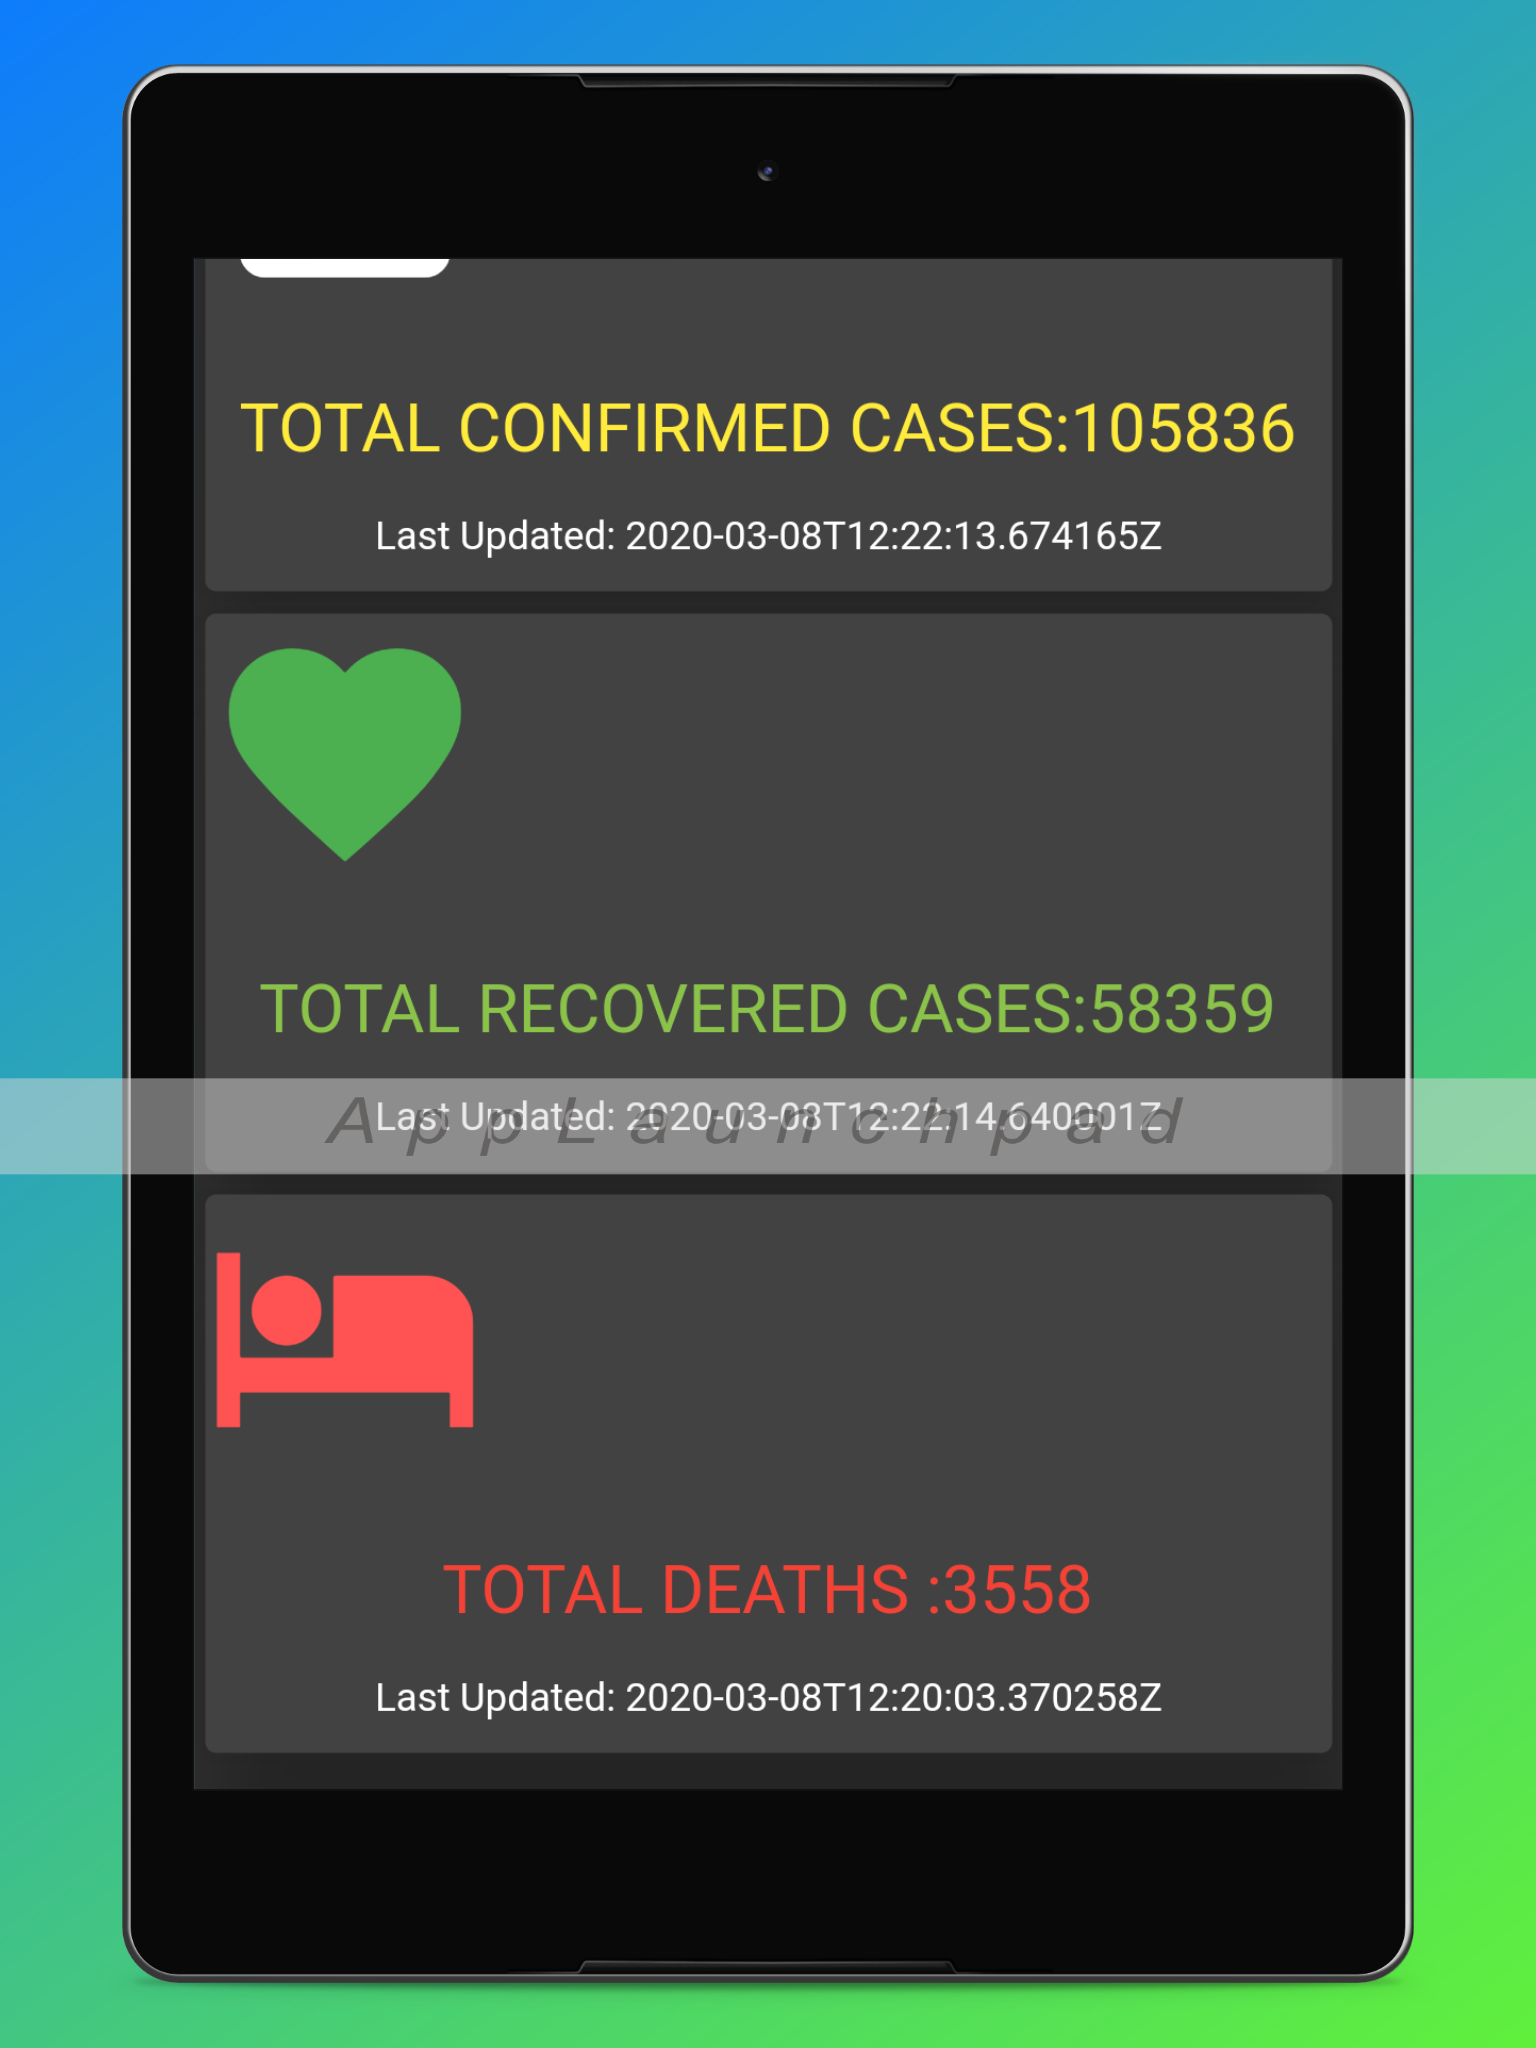 TOTAL CONFIRMED CASES:105836
Last Updated: 2020-03-08T12:22:13.674165Z
TOTAL RECOVERED CASES:58359
Last Updated: 2020-03-08T12:22:14.640001Z
AppLaunchpad
TOTAL DEATHS :3558
Last Updated: 2020-03-08T12:20:03.370258Z